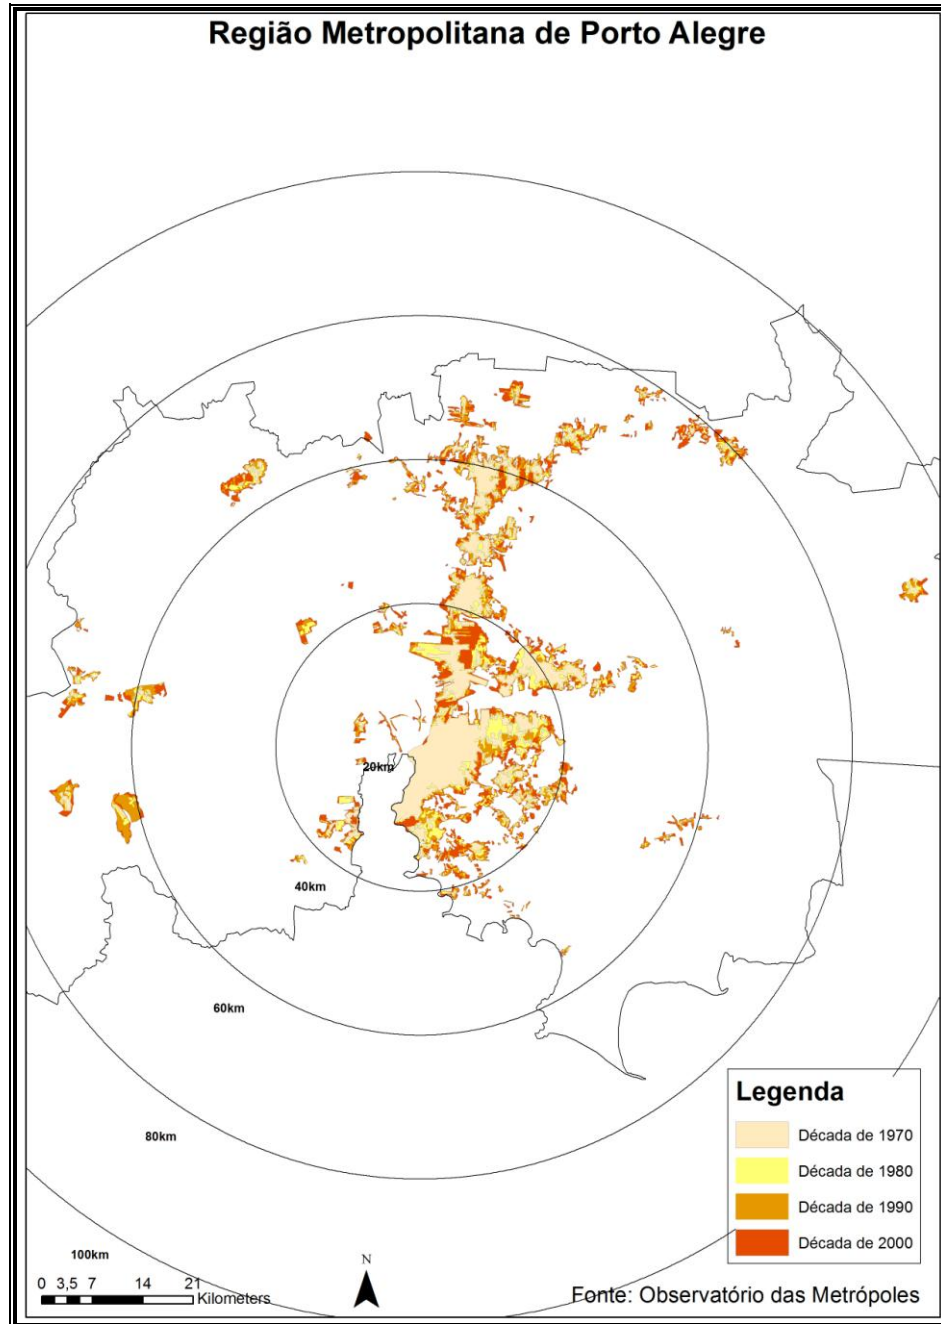 Região Metropolitana de Porto Alegre
20km
40km
60km
80km
100km
Legenda
Década de 1970
Década de 1980
Década de 1990
Década de 2000
N
0 3,5 7 14 21
Kilometers
Fonte: Observatório das Metrópoles